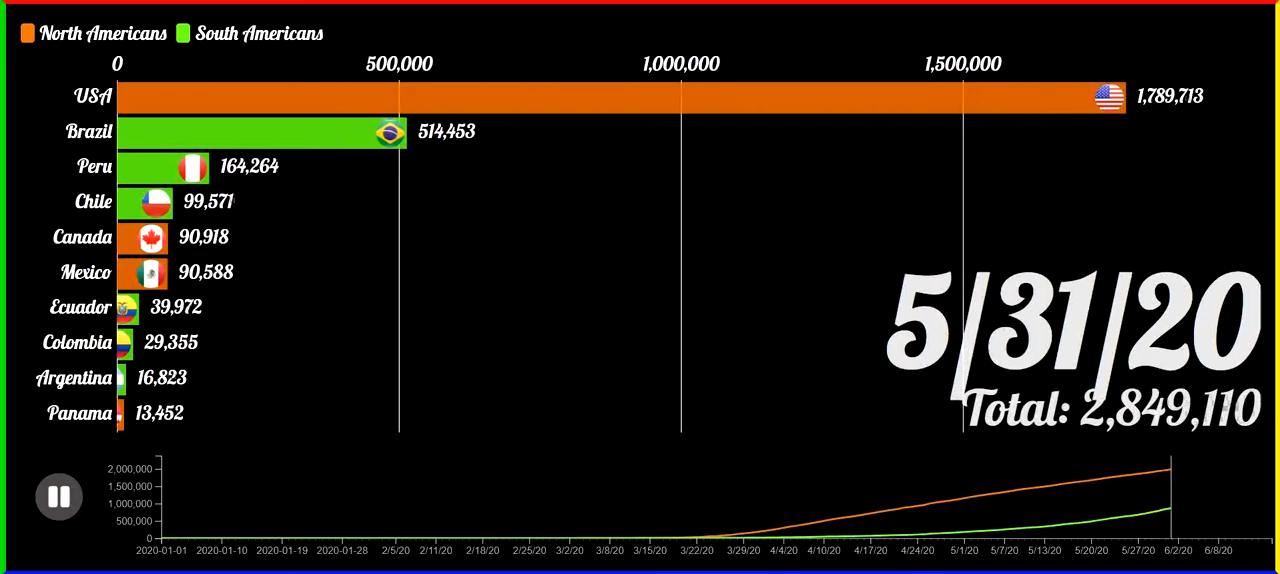 North Americans South Americans
0 500,000 1,000,000 1,500,000
USA 1,789,713
Brazil 514,453
Peru 164,264
Chile 99,571
Canada 90,918
Mexico 90,588
Ecuador 39,972
Colombia 29,355
Argentina 16,823
Panama 13,452
5/31/20
Total: 2,849,110
2,000,000
1,500,000
1,000,000
500,000
0
2020-01-01 2020-01-10 2020-01-19 2020-01-28 2/5/20 2/11/20 2/18/20 2/25/20 3/2/20 3/8/20 3/15/20 3/22/20 3/29/20 4/4/20 4/10/20 4/17/20 4/24/20 5/1/20 5/7/20 5/13/20 5/20/20 5/27/20 6/2/20 6/8/20